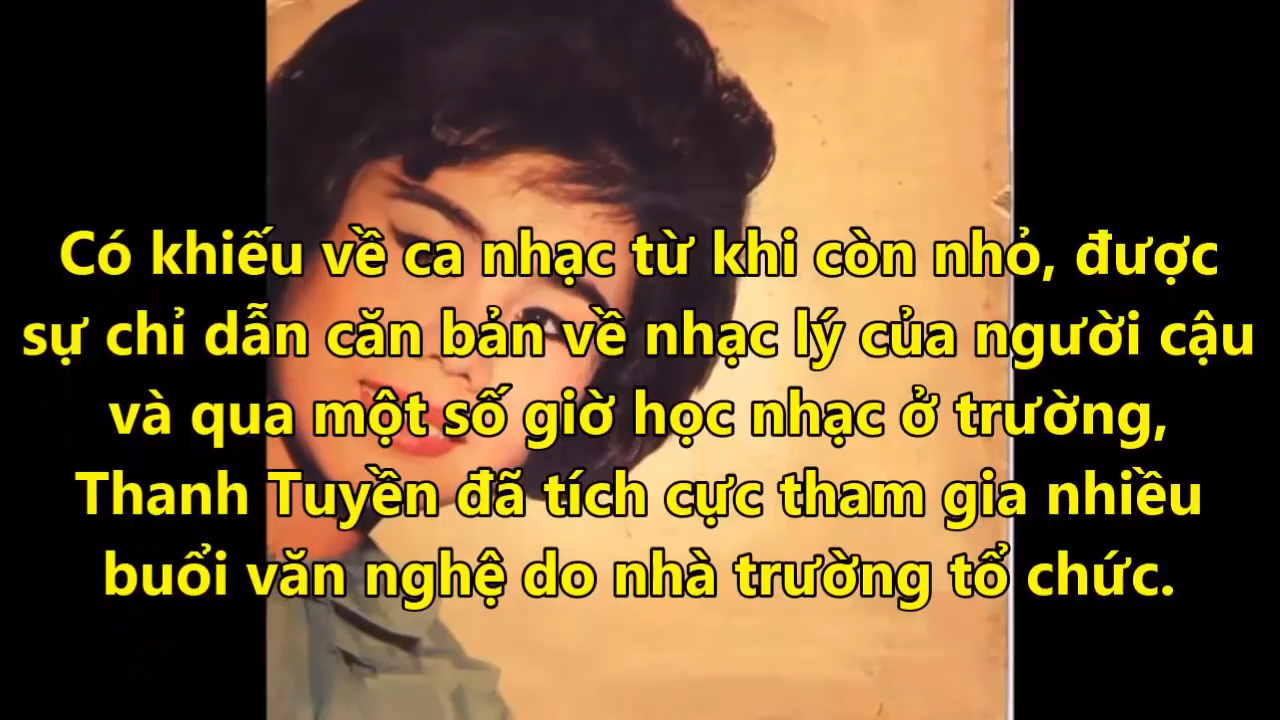 Có khiếu về ca nhạc từ khi còn nhỏ, được
sự chỉ dẫn căn bản về nhạc lý của người cậu
và qua một số giờ học nhạc ở trường,
Thanh Tuyền đã tích cực tham gia nhiều
buổi văn nghệ do nhà trường tổ chức.